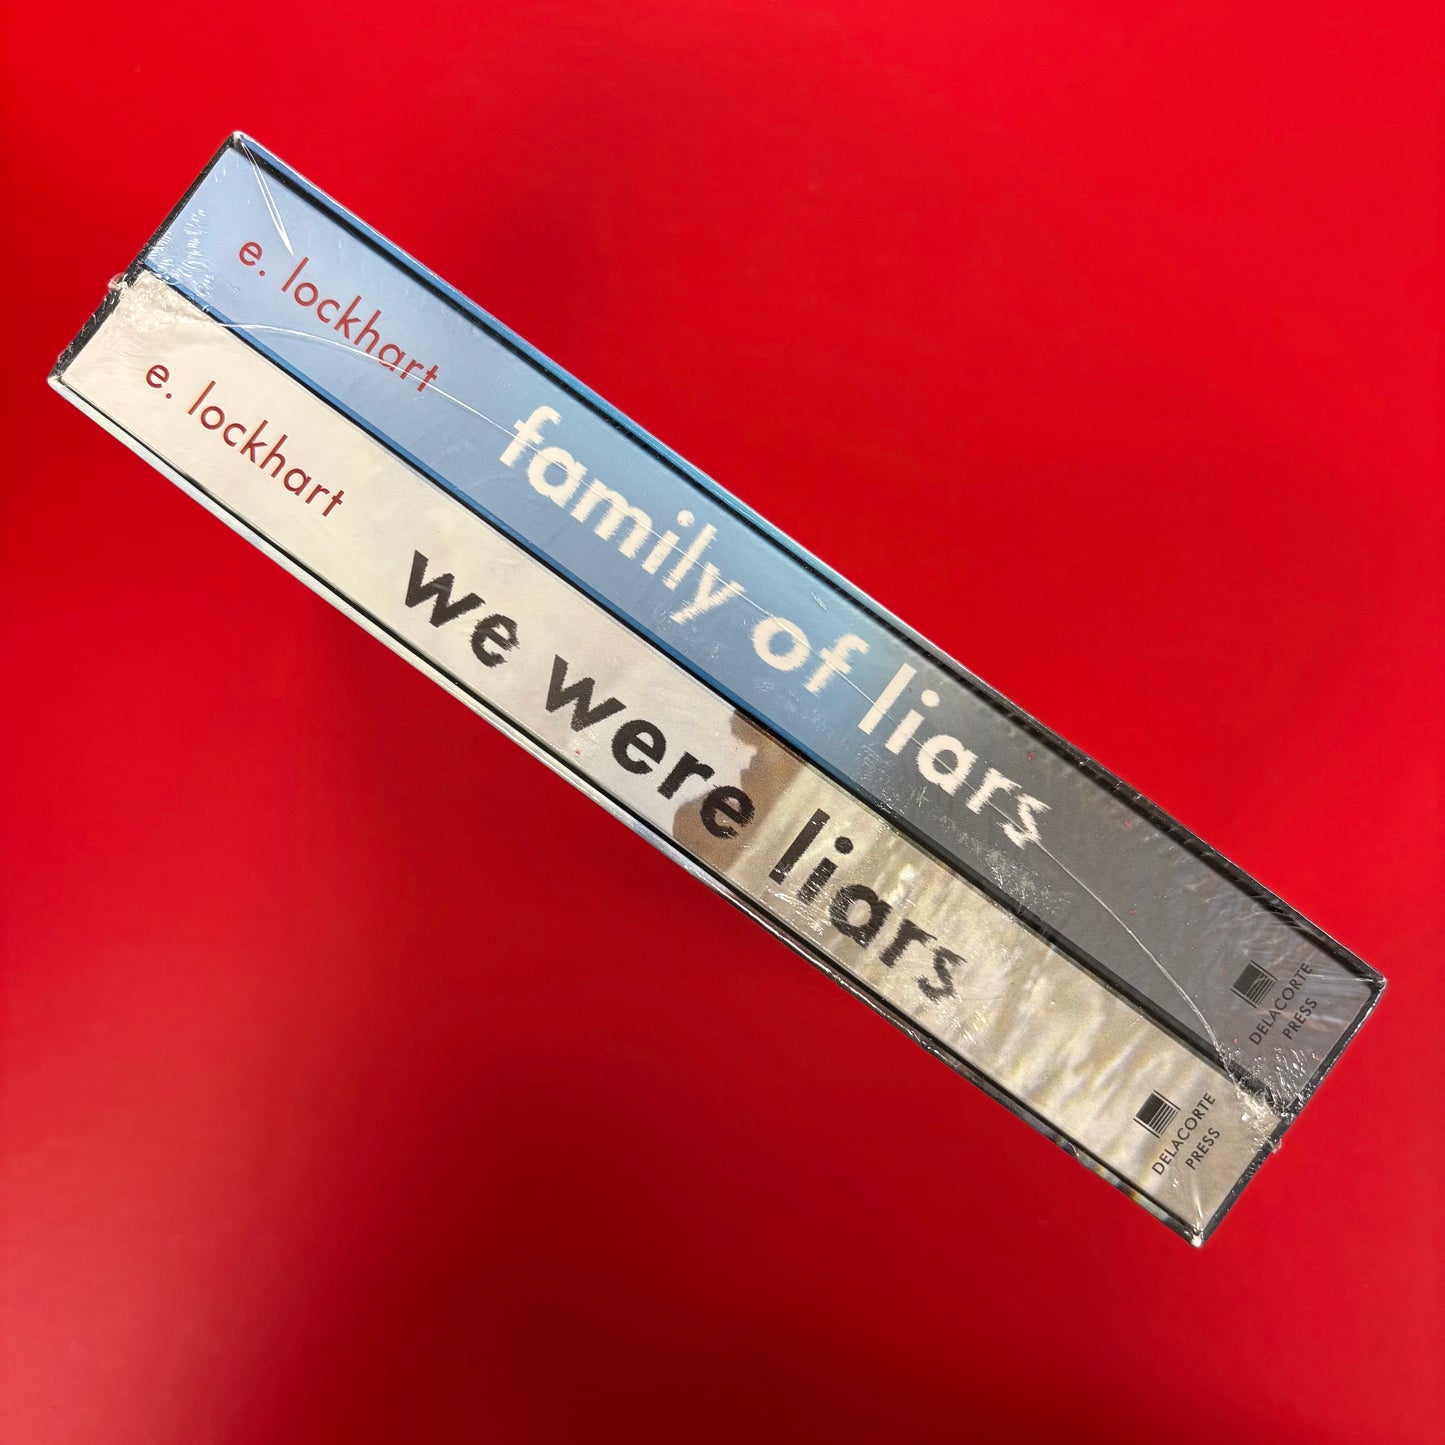 e. lockhart
family of liars
DELACORTE
PRESS
e. lockhart
we were liars
DELACORTE
PRESS